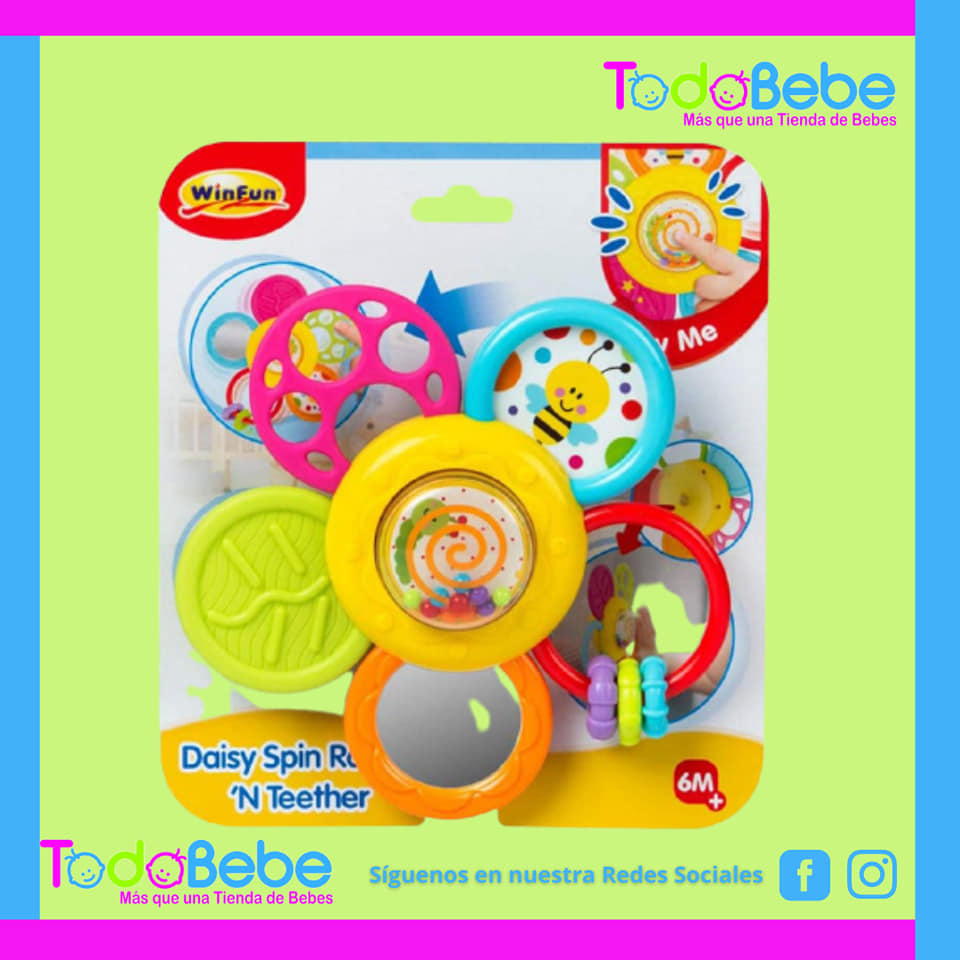 TodoBebe
Más que una Tienda de Bebes
WinFun
Me
Daisy Spin
'N Teether
6M+
TodoBebe
Más que una Tienda de Bebes
Síguenos en nuestra Redes Sociales